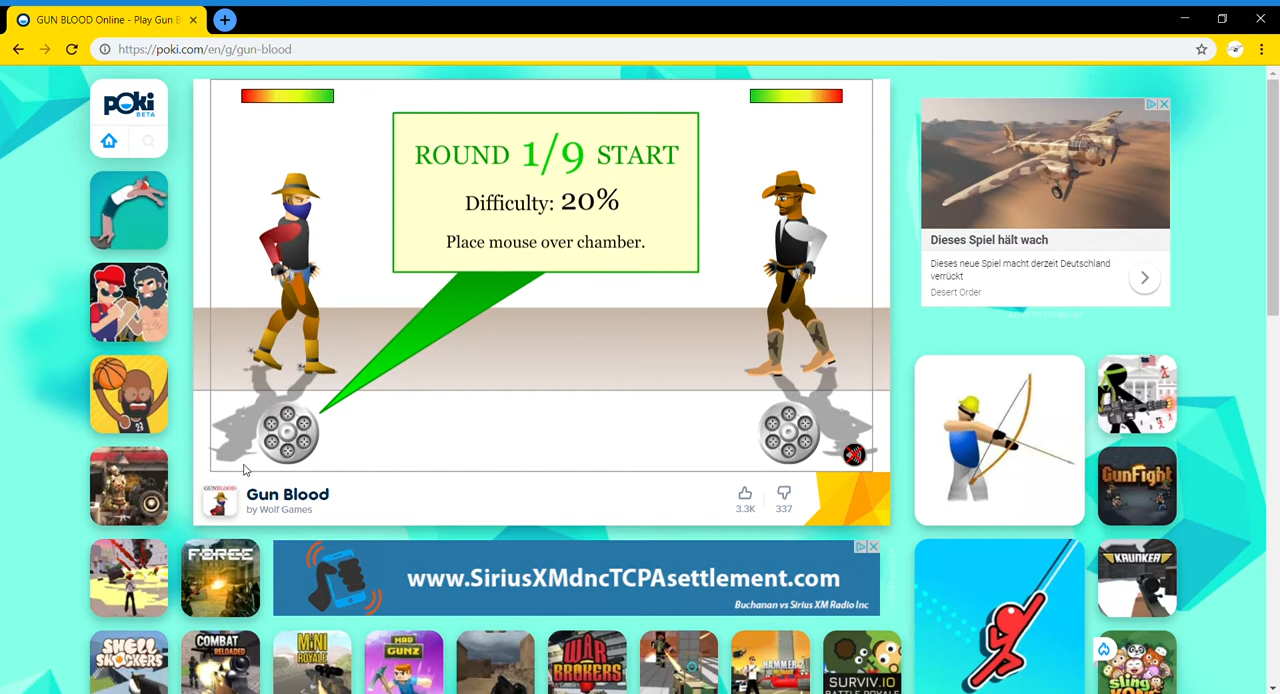 GUN BLOOD Online - Play Gun B
https://poki.com/en/g/gun-blood
POKI
BETA
ROUND 1/9 START
Difficulty: 20%
Place mouse over chamber.
Dieses Spiel hält wach
Dieses neue Spiel macht derzeit Deutschland
verrückt
Desert Order
23
GUNBLOOD
Gun Blood
by Wolf Games
3.3K
337
GUNFIGHT
FORCE
www.SiriusXMdncTCPAsettlement.com
Buchanan vs Sirius XM Radio Inc
KRUNKER
SHELL
SHOCKERS
COMBAT
RELOADED
MINI
ROYALE
MAD
GUNZ
WAR
BROKERS
HAMMER 2
SURVIV.IO
BATTLE ROYALE